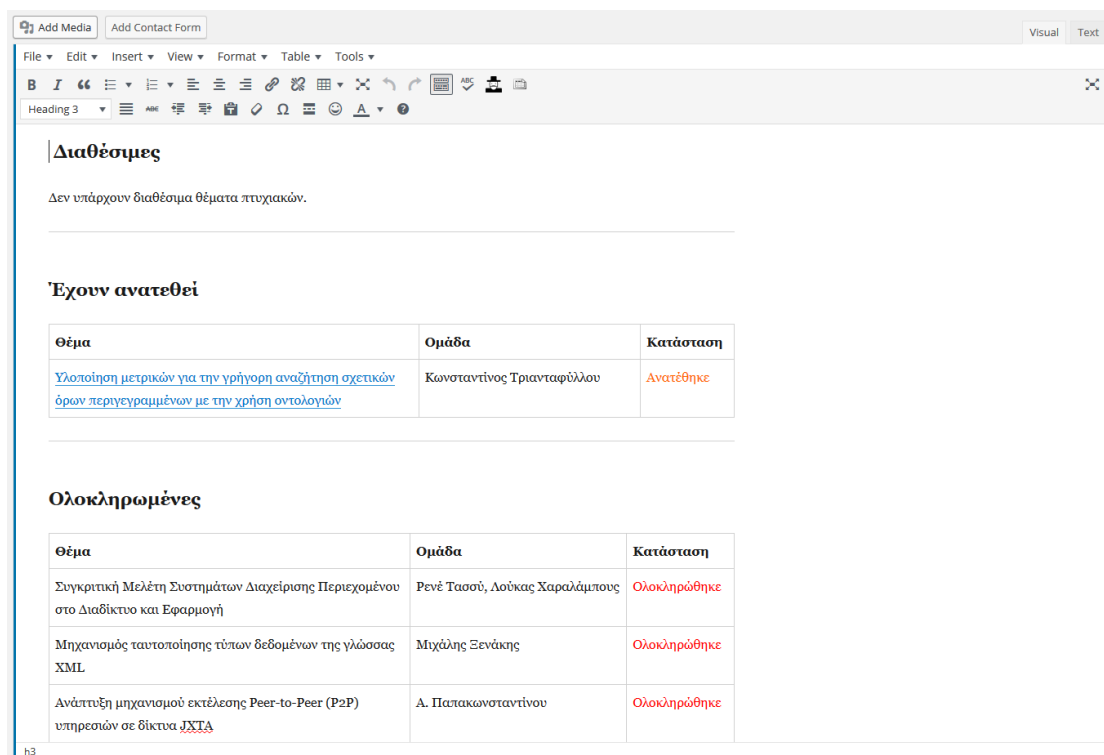 Add Media Add Contact Form
Visual Text
File Edit Insert View Format Table Tools
B I ABC
Heading 3 ABC Ω A
Διαθέσιμες
Δεν υπάρχουν διαθέσιμα θέματα πτυχιακών.
Έχουν ανατεθεί
Θέμα Ομάδα Κατάσταση
Υλοποίηση μετρικών για την γρήγορη αναζήτηση σχετικών Κωνσταντίνος Τριανταφύλλου Ανατέθηκε
όρων περιγεγραμμένων με την χρήση οντολογιών
Ολοκληρωμένες
Θέμα Ομάδα Κατάσταση
Συγκριτική Μελέτη Συστημάτων Διαχείρισης Περιεχομένου Ρενέ Τασσύ, Λούκας Χαραλάμπους Ολοκληρώθηκε
στο Διαδίκτυο και Εφαρμογή
Μηχανισμός ταυτοποίησης τύπων δεδομένων της γλώσσας Μιχάλης Ξενάκης Ολοκληρώθηκε
XML
Ανάπτυξη μηχανισμού εκτέλεσης Peer-to-Peer (P2P) Α. Παπακωνσταντίνου Ολοκληρώθηκε
υπηρεσιών σε δίκτυα JXTA
h3